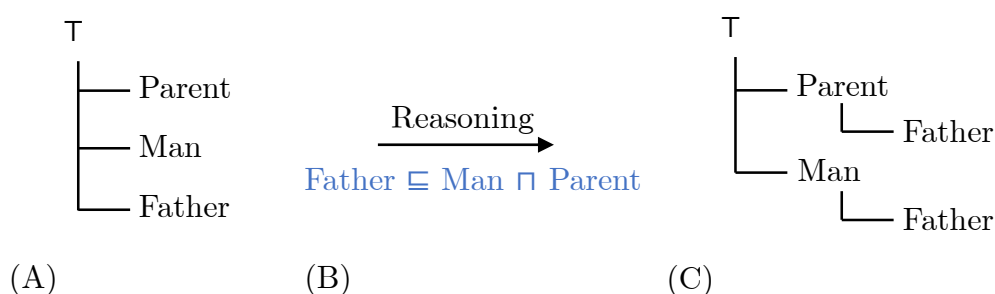 ⊤
Parent
Man
Father
(A)
Reasoning
Father ⊑ Man ⊓ Parent
(B)
⊤
Parent
Father
Man
Father
(C)